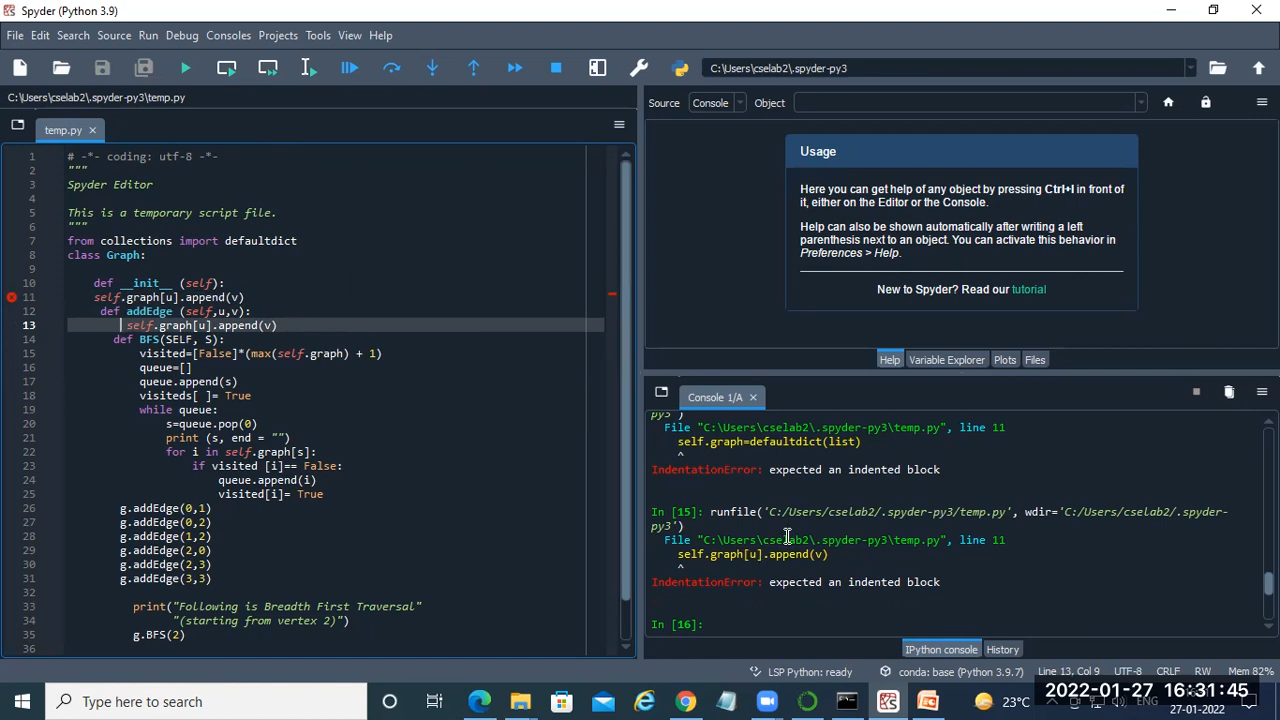 Spyder (Python 3.9)
File Edit Search Source Run Debug Consoles Projects Tools View Help
C:\Users\cselab2\.spyder-py3
C:\Users\cselab2\.spyder-py3\temp.py
temp.py
1 # -*- coding: utf-8 -*-
2 """
3 Spyder Editor
4
5 This is a temporary script file.
6 """
7 from collections import defaultdict
8 class Graph:
9
10 def __init__ (self):
11 self.graph[u].append(v)
12 def addEdge (self,u,v):
13 self.graph[u].append(v)
14 def BFS(SELF, S):
15 visited=[False]*(max(self.graph) + 1)
16 queue=[]
17 queue.append(s)
18 visiteds[ ]= True
19 while queue:
20 s=queue.pop(0)
21 print (s, end = "")
22 for i in self.graph[s]:
23 if visited [i]== False:
24 queue.append(i)
25 visited[i]= True
26 g.addEdge(0,1)
27 g.addEdge(0,2)
28 g.addEdge(1,2)
29 g.addEdge(2,0)
30 g.addEdge(2,3)
31 g.addEdge(3,3)
32
33 print("Following is Breadth First Traversal"
34 "(starting from vertex 2)")
35 g.BFS(2)
36
Source Console Object
Usage
Here you can get help of any object by pressing Ctrl+I in front
of it, either on the Editor or the Console.
Help can also be shown automatically after writing a left
parenthesis next to an object. You can activate this behavior in
Preferences > Help.
New to Spyder? Read our tutorial
Help Variable Explorer Plots Files
Console 1/A
py3')
File "C:\Users\cselab2\.spyder-py3\temp.py", line 11
self.graph=defaultdict(list)
^
IndentationError: expected an indented block
In [15]: runfile('C:/Users/cselab2/.spyder-py3/temp.py', wdir='C:/Users/cselab2/.spyder-
py3')
File "C:\Users\cselab2\.spyder-py3\temp.py", line 11
self.graph[u].append(v)
^
IndentationError: expected an indented block
In [16]:
IPython console History
LSP Python: ready conda: base (Python 3.9.7) Line 13, Col 9 UTF-8 CRLF RW Mem 82%
Type here to search
23°C
ENG
2022-01-27 16:31:45
27-01-2022